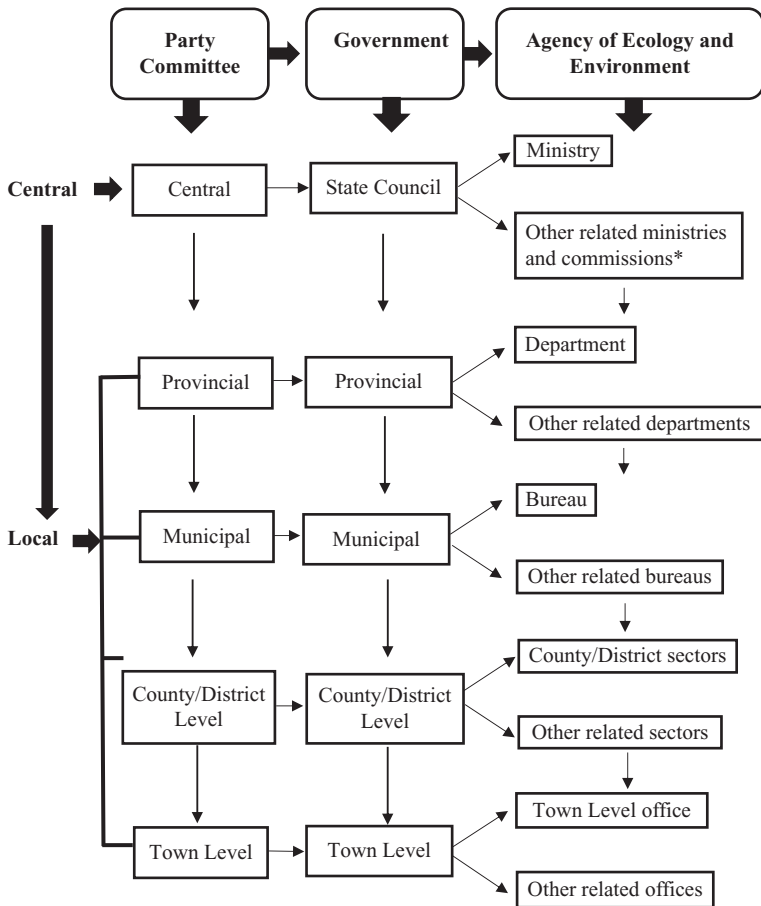 Party
Committee
Government
Agency of Ecology and
Environment
Central
Central
State Council
Ministry
Other related ministries
and commissions*
Provincial
Provincial
Department
Other related departments
Local
Municipal
Municipal
Bureau
Other related bureaus
County/District
Level
County/District
Level
County/District sectors
Other related sectors
Town Level
Town Level
Town Level office
Other related offices